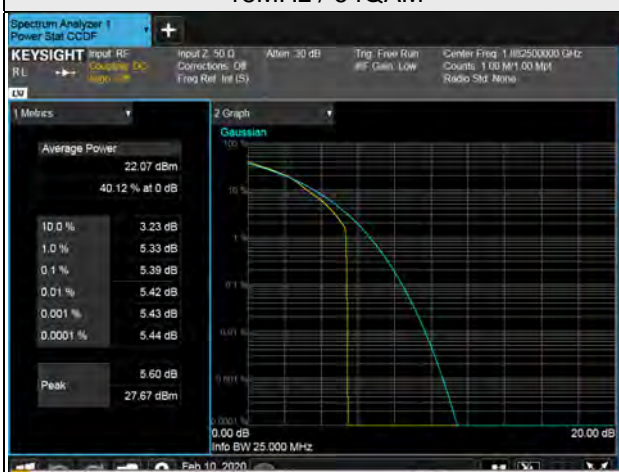 Spectrum Analyzer 1
Power Stat CCDF
KEYSIGHT
RL
Input: RF
Coupling: DC
Align: Off
Input Z: 50 Ω
Corrections: Off
Freq Ref: Int (S)
Atten: 30 dB
Trig: Free Run
#IF Gain: Low
Center Freq: 1.882500000 GHz
Counts: 1.00 M/1.00 Mpt
Radio Std: None
1 Metrics
Average Power
22.07 dBm
40.12 % at 0 dB
10.0 % 3.23 dB
1.0 % 5.33 dB
0.1 % 5.39 dB
0.01 % 5.42 dB
0.001 % 5.43 dB
0.0001 % 5.44 dB
Peak
5.60 dB
27.67 dBm
2 Graph
Gaussian
100 %
10 %
1 %
0.1 %
0.01 %
0.001 %
0.0001 %
0.00 dB
20.00 dB
Info BW 25.000 MHz
Feb 10, 2020